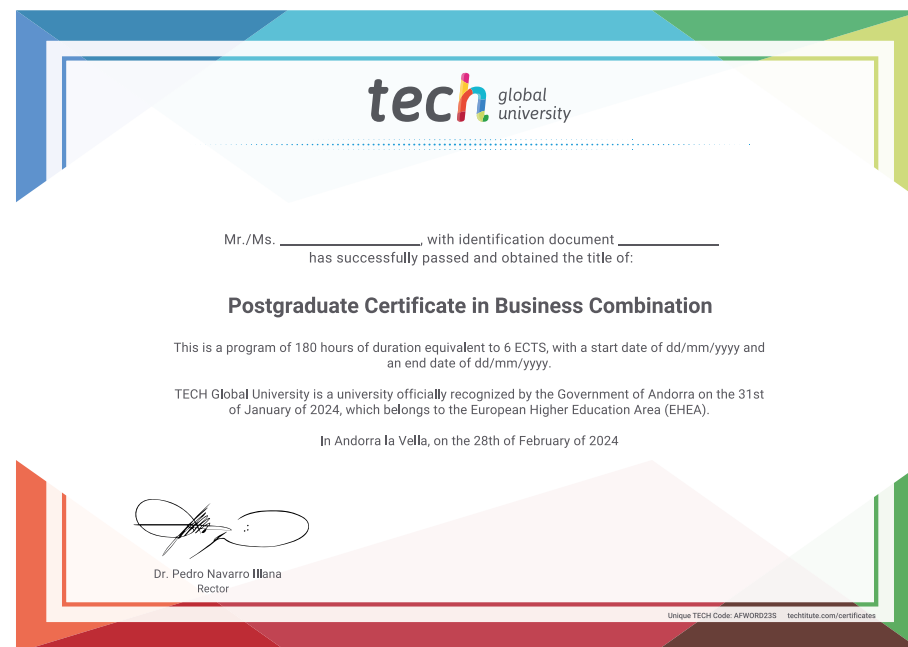 tech global university
Mr./Ms. ____________________, with identification document ______________
has successfully passed and obtained the title of:
Postgraduate Certificate in Business Combination
This is a program of 180 hours of duration equivalent to 6 ECTS, with a start date of dd/mm/yyyy and
an end date of dd/mm/yyyy.
TECH Global University is a university officially recognized by the Government of Andorra on the 31st
of January of 2024, which belongs to the European Higher Education Area (EHEA).
In Andorra la Vella, on the 28th of February of 2024
Dr. Pedro Navarro Illana
Rector
Unique TECH Code: AFWORD23S techtitute.com/certificates